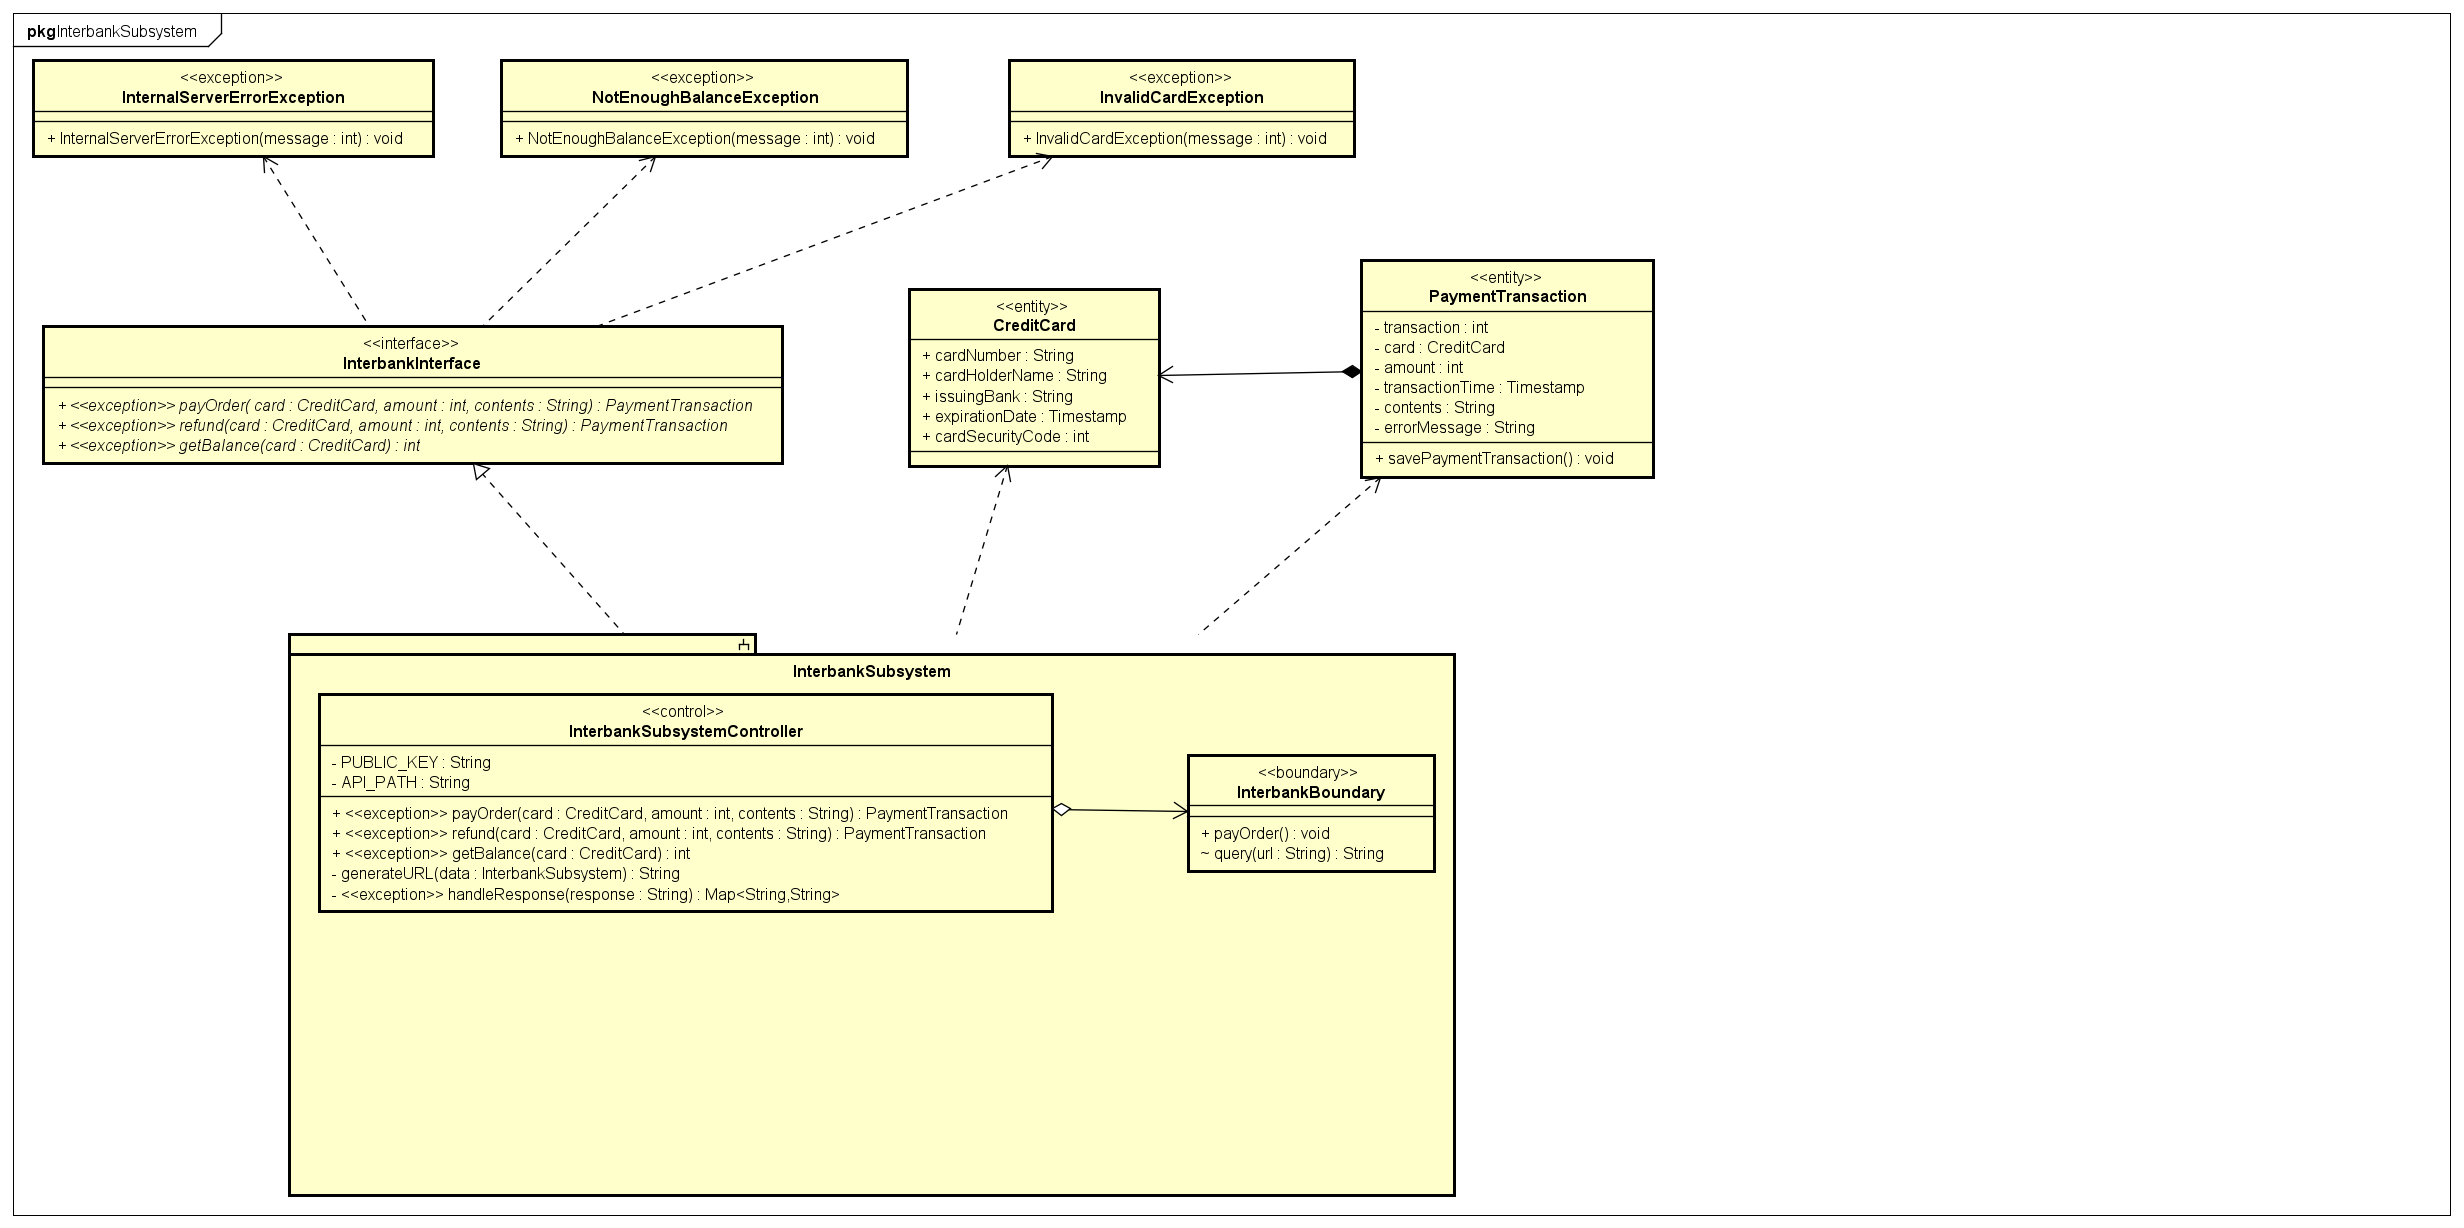 pkg InterbankSubsystem
<<exception>>
InternalServerErrorException
+ InternalServerErrorException(message : int) : void
<<exception>>
NotEnoughBalanceException
+ NotEnoughBalanceException(message : int) : void
<<exception>>
InvalidCardException
+ InvalidCardException(message : int) : void
<<interface>>
InterbankInterface
+ <<exception>> payOrder( card : CreditCard, amount : int, contents : String) : PaymentTransaction
+ <<exception>> refund(card : CreditCard, amount : int, contents : String) : PaymentTransaction
+ <<exception>> getBalance(card : CreditCard) : int
<<entity>>
CreditCard
+ cardNumber : String
+ cardHolderName : String
+ issuingBank : String
+ expirationDate : Timestamp
+ cardSecurityCode : int
<<entity>>
PaymentTransaction
- transaction : int
- card : CreditCard
- amount : int
- transactionTime : Timestamp
- contents : String
- errorMessage : String
+ savePaymentTransaction() : void
InterbankSubsystem
<<control>>
InterbankSubsystemController
- PUBLIC_KEY : String
- API_PATH : String
+ <<exception>> payOrder(card : CreditCard, amount : int, contents : String) : PaymentTransaction
+ <<exception>> refund(card : CreditCard, amount : int, contents : String) : PaymentTransaction
+ <<exception>> getBalance(card : CreditCard) : int
- generateURL(data : InterbankSubsystem) : String
- <<exception>> handleResponse(response : String) : Map<String,String>
<<boundary>>
InterbankBoundary
+ payOrder() : void
~ query(url : String) : String